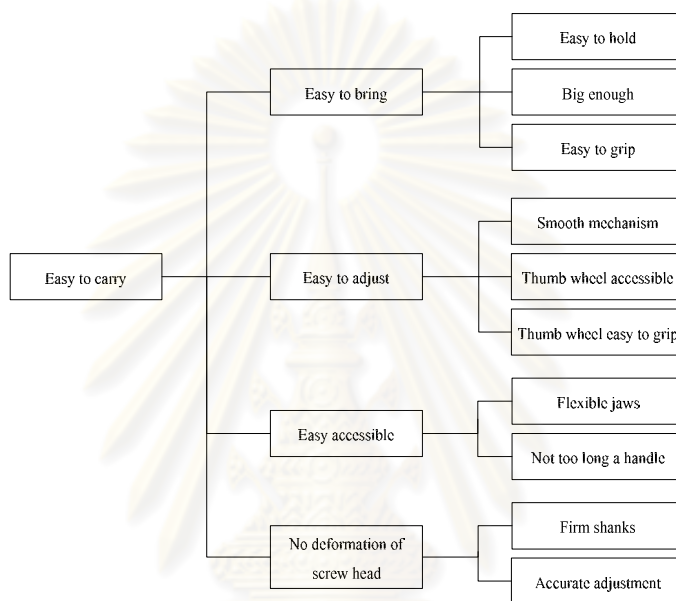 Easy to carry
Easy to bring
Easy to hold
Big enough
Easy to grip
Easy to adjust
Smooth mechanism
Thumb wheel accessible
Thumb wheel easy to grip
Easy accessible
Flexible jaws
Not too long a handle
No deformation of
screw head
Firm shanks
Accurate adjustment